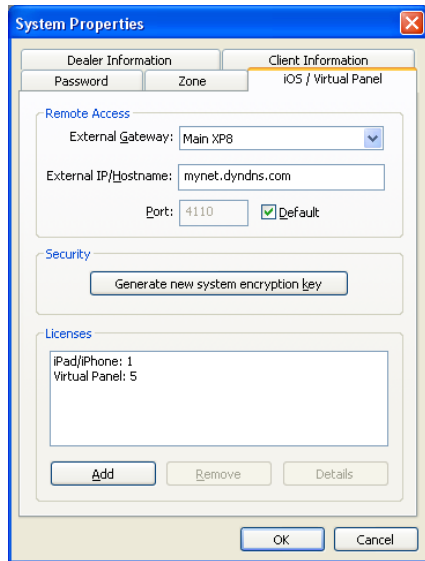 System Properties
Dealer Information
Client Information
Password
Zone
iOS / Virtual Panel
Remote Access
External Gateway: Main XP8
External IP/Hostname: mynet.dyndns.com
Port: 4110 Default
Security
Generate new system encryption key
Licenses
iPad/iPhone: 1
Virtual Panel: 5
Add Remove Details
OK Cancel